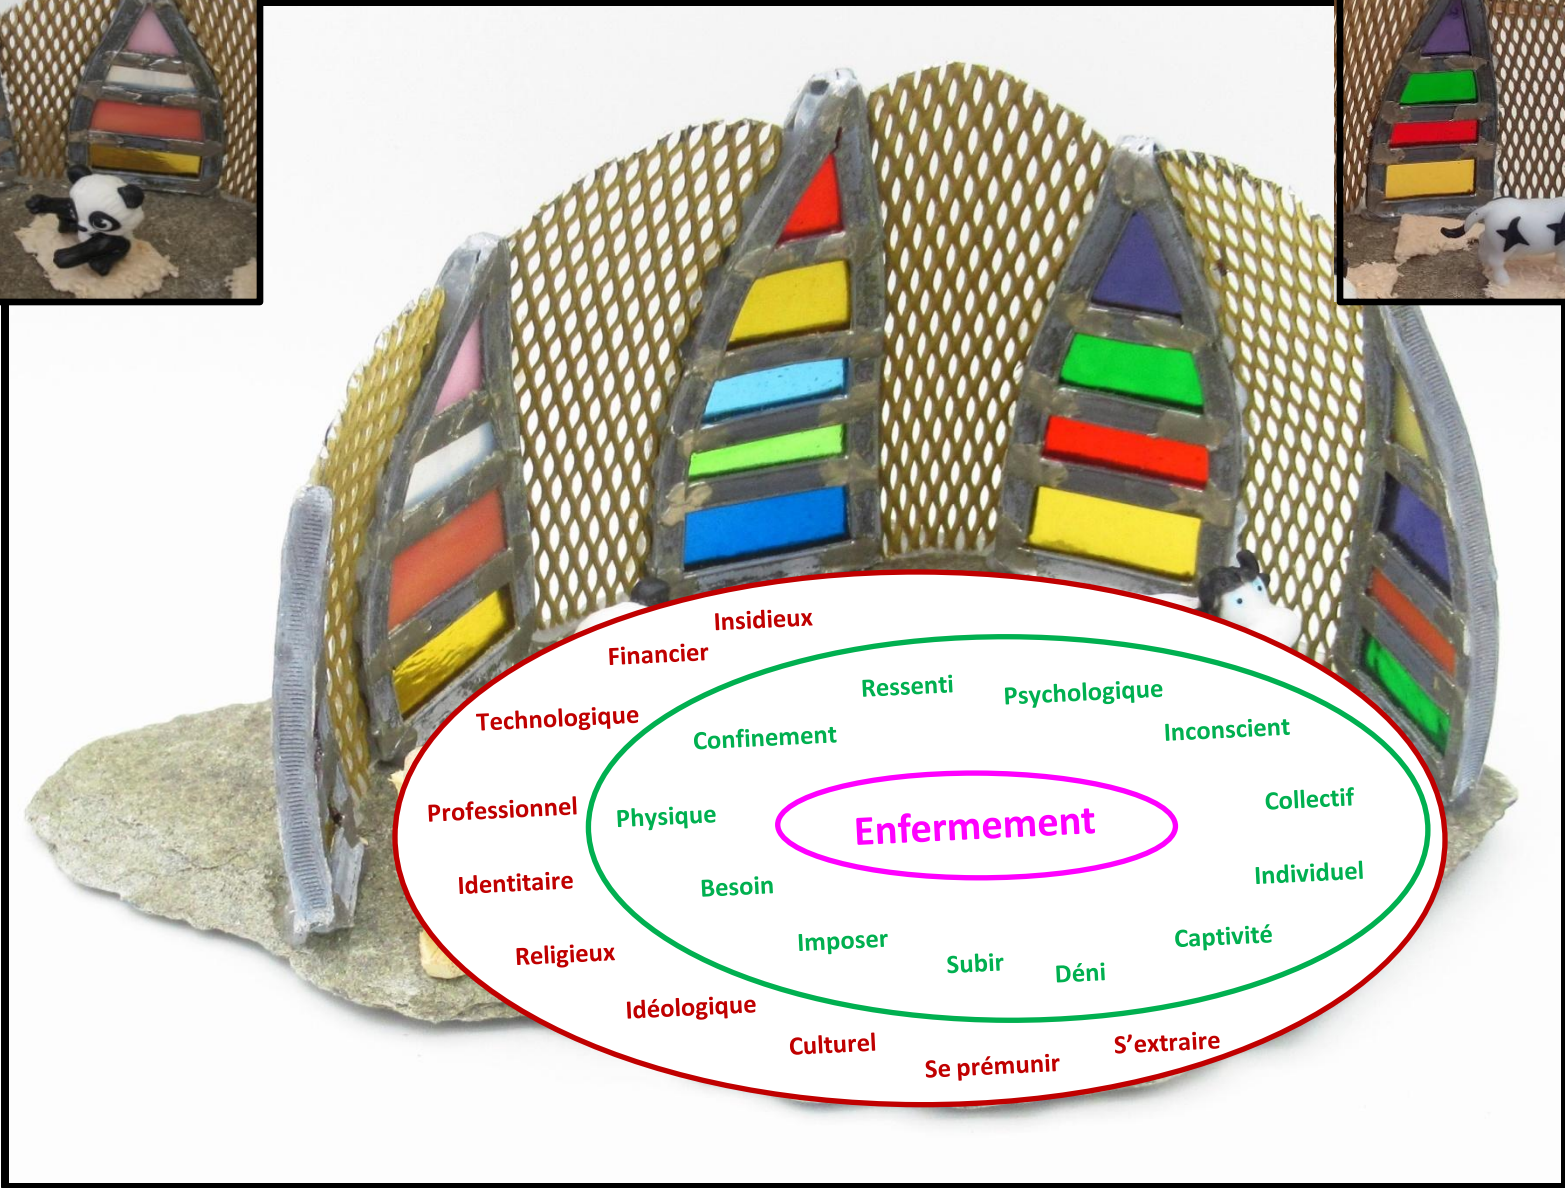 Insidieux
Financier
Ressenti
Psychologique
Technologique
Confinement
Inconscient
Professionnel
Physique
Enfermement
Collectif
Identitaire
Besoin
Individuel
Religieux
Imposer
Subir
Déni
Captivité
Idéologique
Culturel
Se prémunir
S’extraire